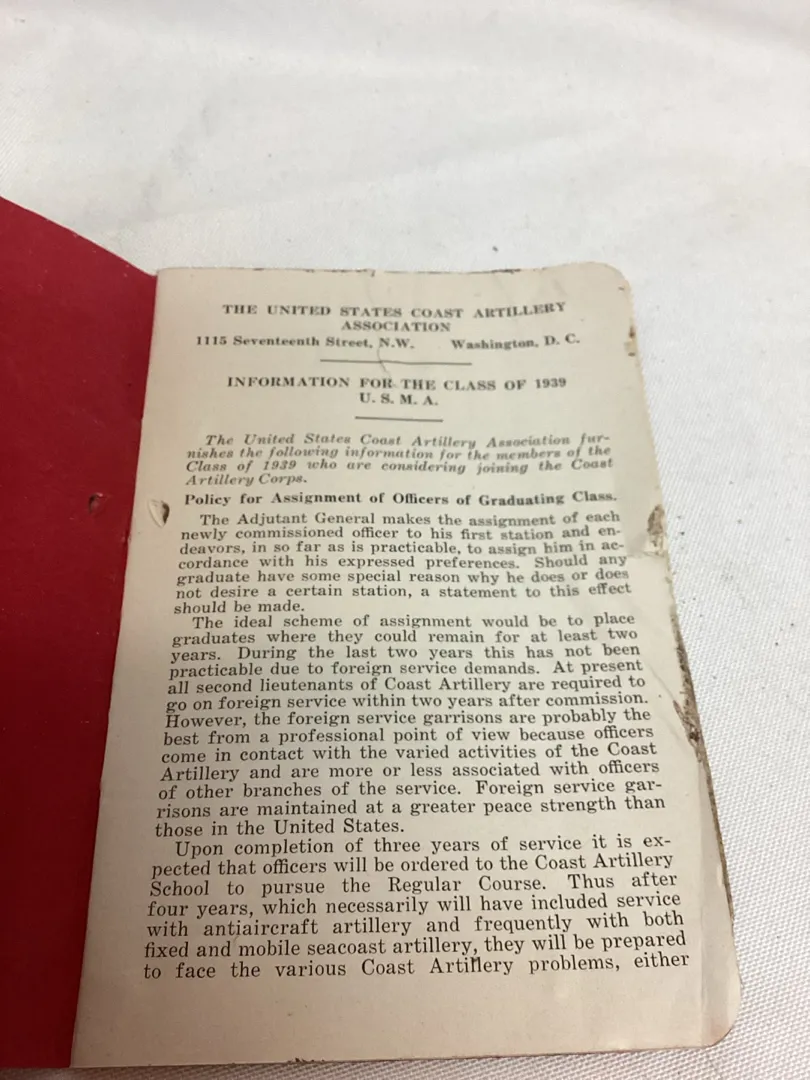 THE UNITED STATES COAST ARTILLERY
ASSOCIATION
1115 Seventeenth Street, N.W. Washington, D. C.
INFORMATION FOR THE CLASS OF 1939
U. S. M. A.
The United States Coast Artillery Association fur-
nishes the following information for the members of the
Class of 1939 who are considering joining the Coast
Artillery Corps.
Policy for Assignment of Officers of Graduating Class.
The Adjutant General makes the assignment of each
newly commissioned officer to his first station and en-
deavors, in so far as is practicable, to assign him in ac-
cordance with his expressed preferences. Should any
graduate have some special reason why he does or does
not desire a certain station, a statement to this effect
should be made.
The ideal scheme of assignment would be to place
graduates where they could remain for at least two
years. During the last two years this has not been
practicable due to foreign service demands. At present
all second lieutenants of Coast Artillery are required to
go on foreign service within two years after commission.
However, the foreign service garrisons are probably the
best from a professional point of view because officers
come in contact with the varied activities of the Coast
Artillery and are more or less associated with officers
of other branches of the service. Foreign service gar-
risons are maintained at a greater peace strength than
those in the United States.
Upon completion of three years of service it is ex-
pected that officers will be ordered to the Coast Artillery
School to pursue the Regular Course. Thus after
four years, which necessarily will have included service
with antiaircraft artillery and frequently with both
fixed and mobile seacoast artillery, they will be prepared
to face the various Coast Artillery problems, either